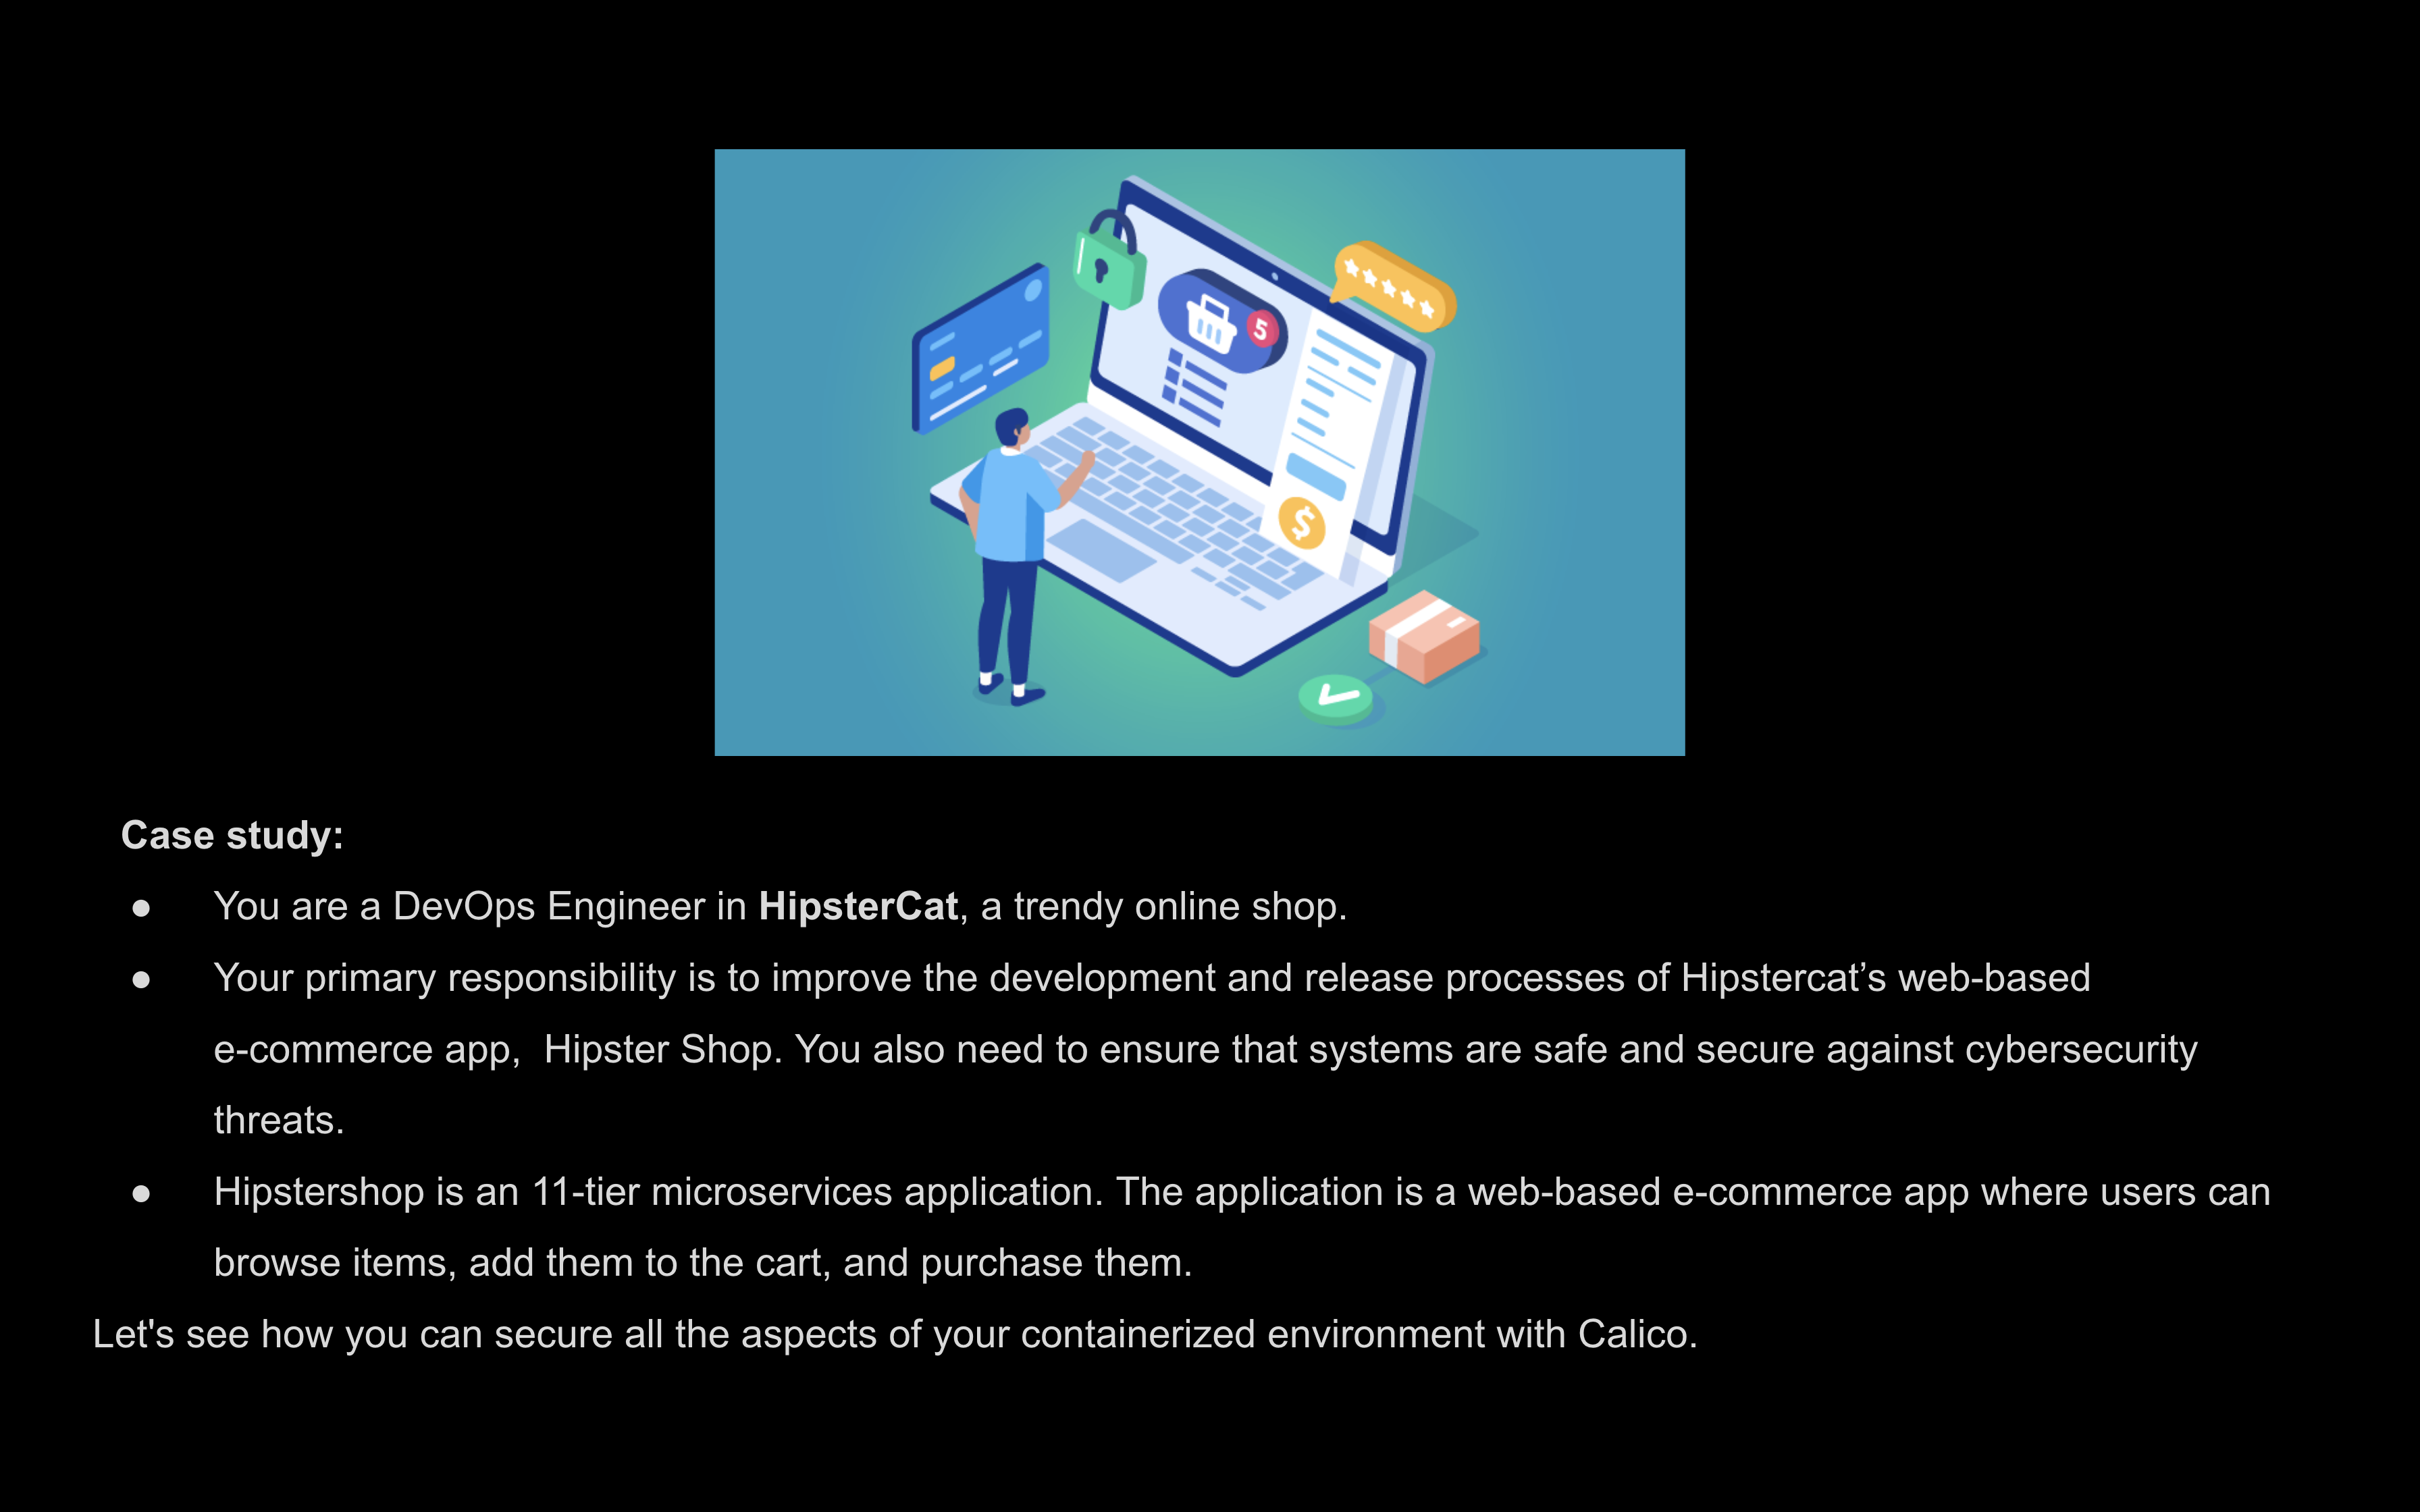 5
$
Case study:
● You are a DevOps Engineer in HipsterCat, a trendy online shop.
● Your primary responsibility is to improve the development and release processes of Hipstercat’s web-based
e-commerce app,  Hipster Shop. You also need to ensure that systems are safe and secure against cybersecurity
threats.
● Hipstershop is an 11-tier microservices application. The application is a web-based e-commerce app where users can
browse items, add them to the cart, and purchase them.
Let's see how you can secure all the aspects of your containerized environment with Calico.